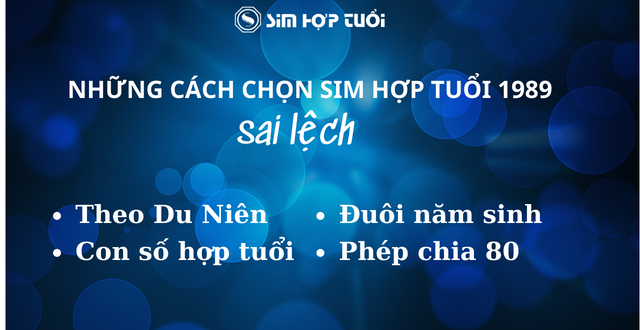 SIM HỢP TUỔI
NHỮNG CÁCH CHỌN SIM HỢP TUỔI 1989
sai lệch
• Theo Du Niên
• Con số hợp tuổi
• Đuôi năm sinh
• Phép chia 80